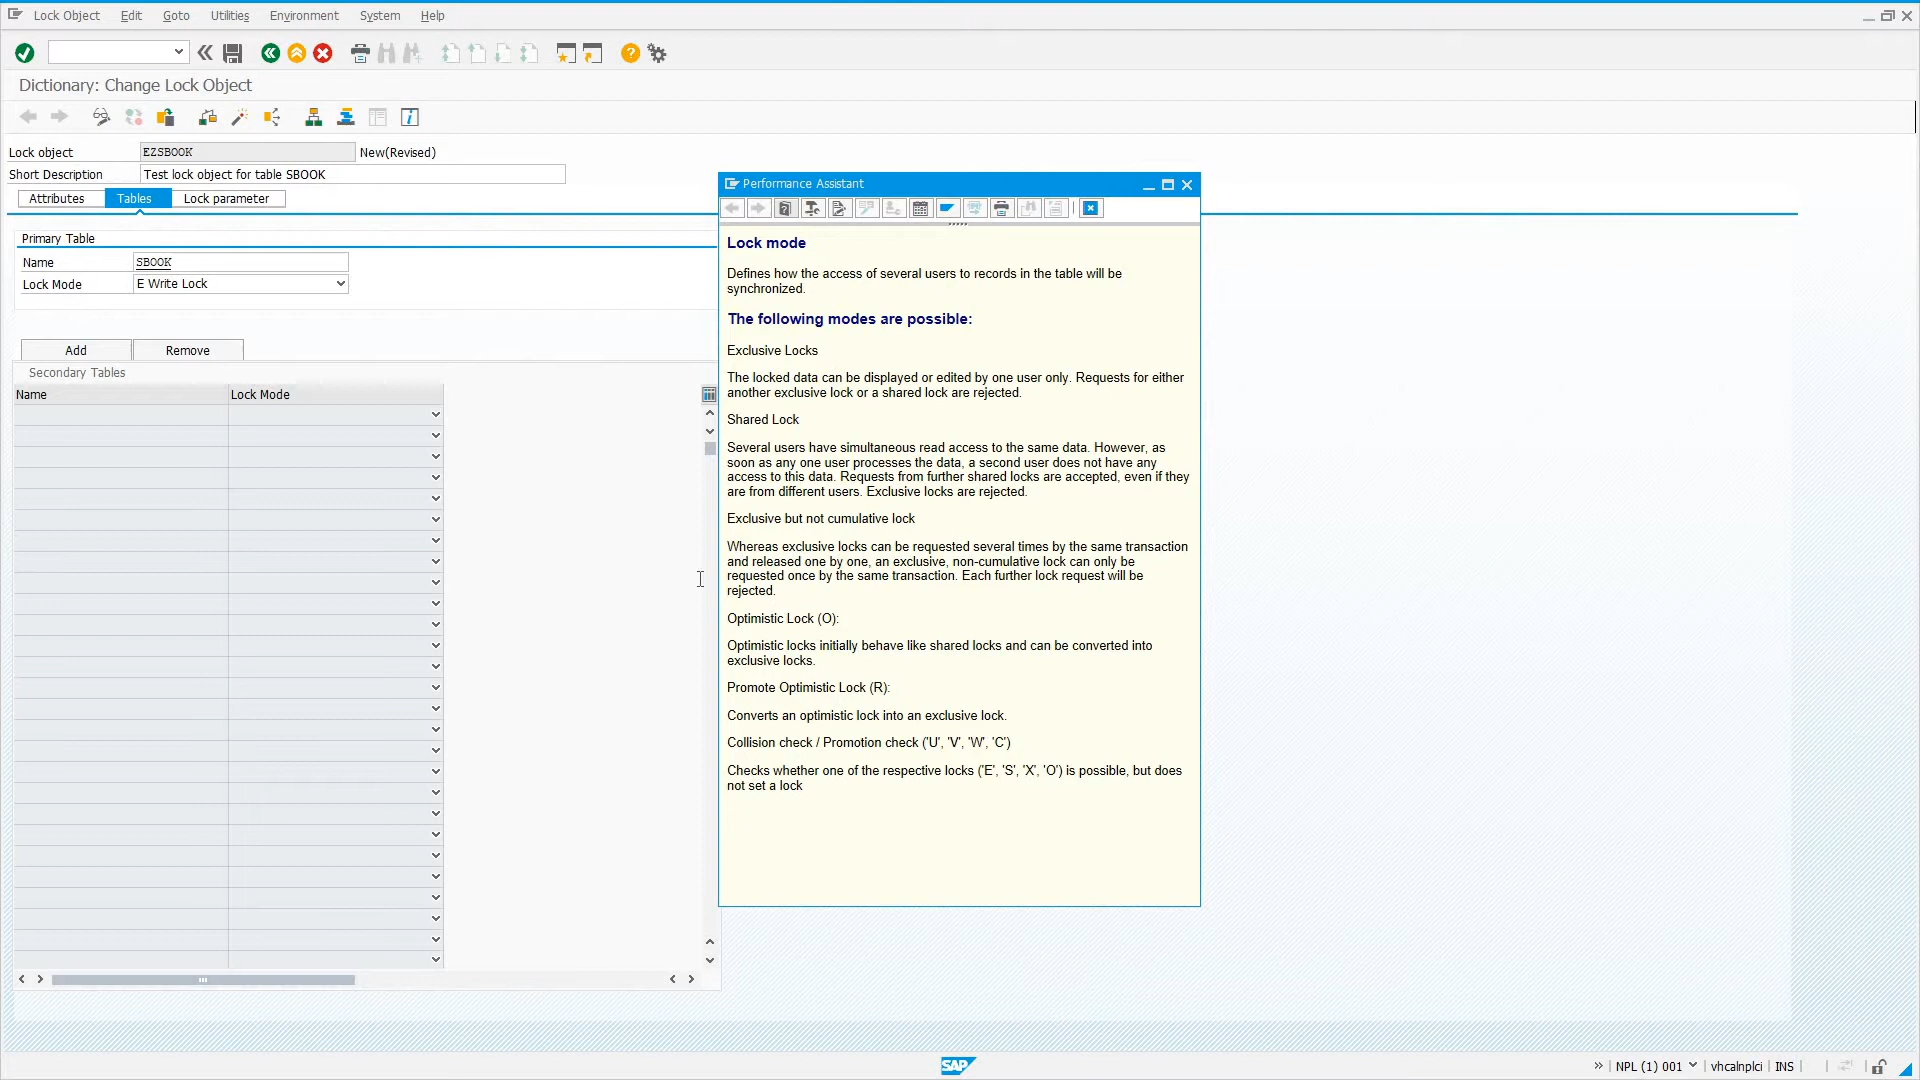 Lock Object Edit Goto Utilities Environment System Help
Dictionary: Change Lock Object
Lock object EZSBOOK New(Revised)
Short Description Test lock object for table SBOOK
Attributes Tables Lock parameter
Primary Table
Name SBOOK
Lock Mode E Write Lock
Add Remove
Secondary Tables
Name Lock Mode
Performance Assistant
Lock mode
Defines how the access of several users to records in the table will be
synchronized.
The following modes are possible:
Exclusive Locks
The locked data can be displayed or edited by one user only. Requests for either
another exclusive lock or a shared lock are rejected.
Shared Lock
Several users have simultaneous read access to the same data. However, as
soon as any one user processes the data, a second user does not have any
access to this data. Requests from further shared locks are accepted, even if they
are from different users. Exclusive locks are rejected.
Exclusive but not cumulative lock
Whereas exclusive locks can be requested several times by the same transaction
and released one by one, an exclusive, non-cumulative lock can only be
requested once by the same transaction. Each further lock request will be
rejected.
Optimistic Lock (O):
Optimistic locks initially behave like shared locks and can be converted into
exclusive locks.
Promote Optimistic Lock (R):
Converts an optimistic lock into an exclusive lock.
Collision check / Promotion check ('U', 'V', 'W', 'C')
Checks whether one of the respective locks ('E', 'S', 'X', 'O') is possible, but does
not set a lock
SAP
NPL (1) 001 vhcalnplci INS